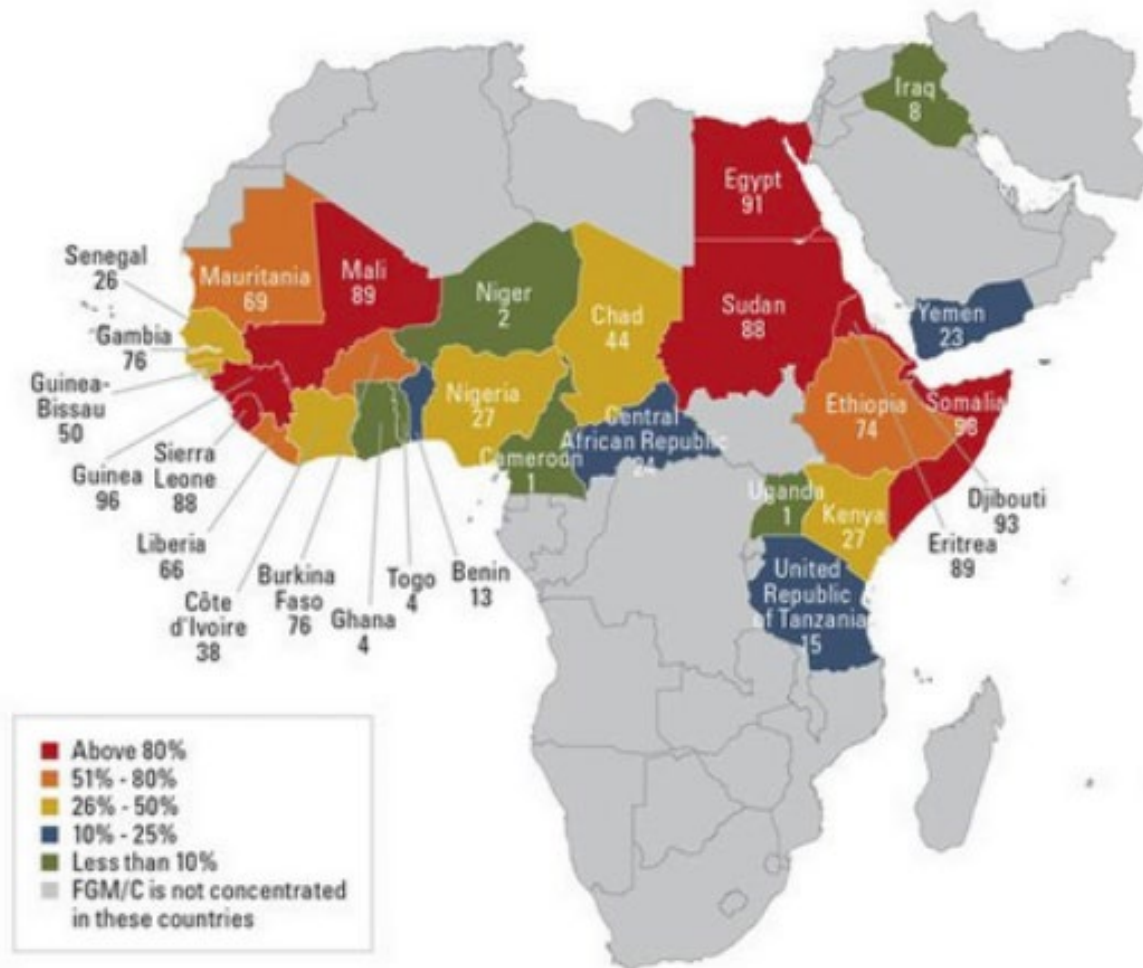 Iraq
8
Egypt
91
Senegal
26
Mauritania
69
Mali
89
Niger
2
Chad
44
Sudan
88
Yemen
23
Gambia
76
Guinea-
Bissau
50
Nigeria
27
Ethiopia
74
Somalia
98
Central
African Republic
24
Cameroon
1
Guinea
96
Sierra
Leone
88
Uganda
1
Kenya
27
Djibouti
93
Eritrea
89
Liberia
66
Côte
d'Ivoire
38
Burkina
Faso
76
Ghana
4
Togo
4
Benin
13
United
Republic
of Tanzania
15
Above 80%
51% - 80%
26% - 50%
10% - 25%
Less than 10%
FGM/C is not concentrated
in these countries